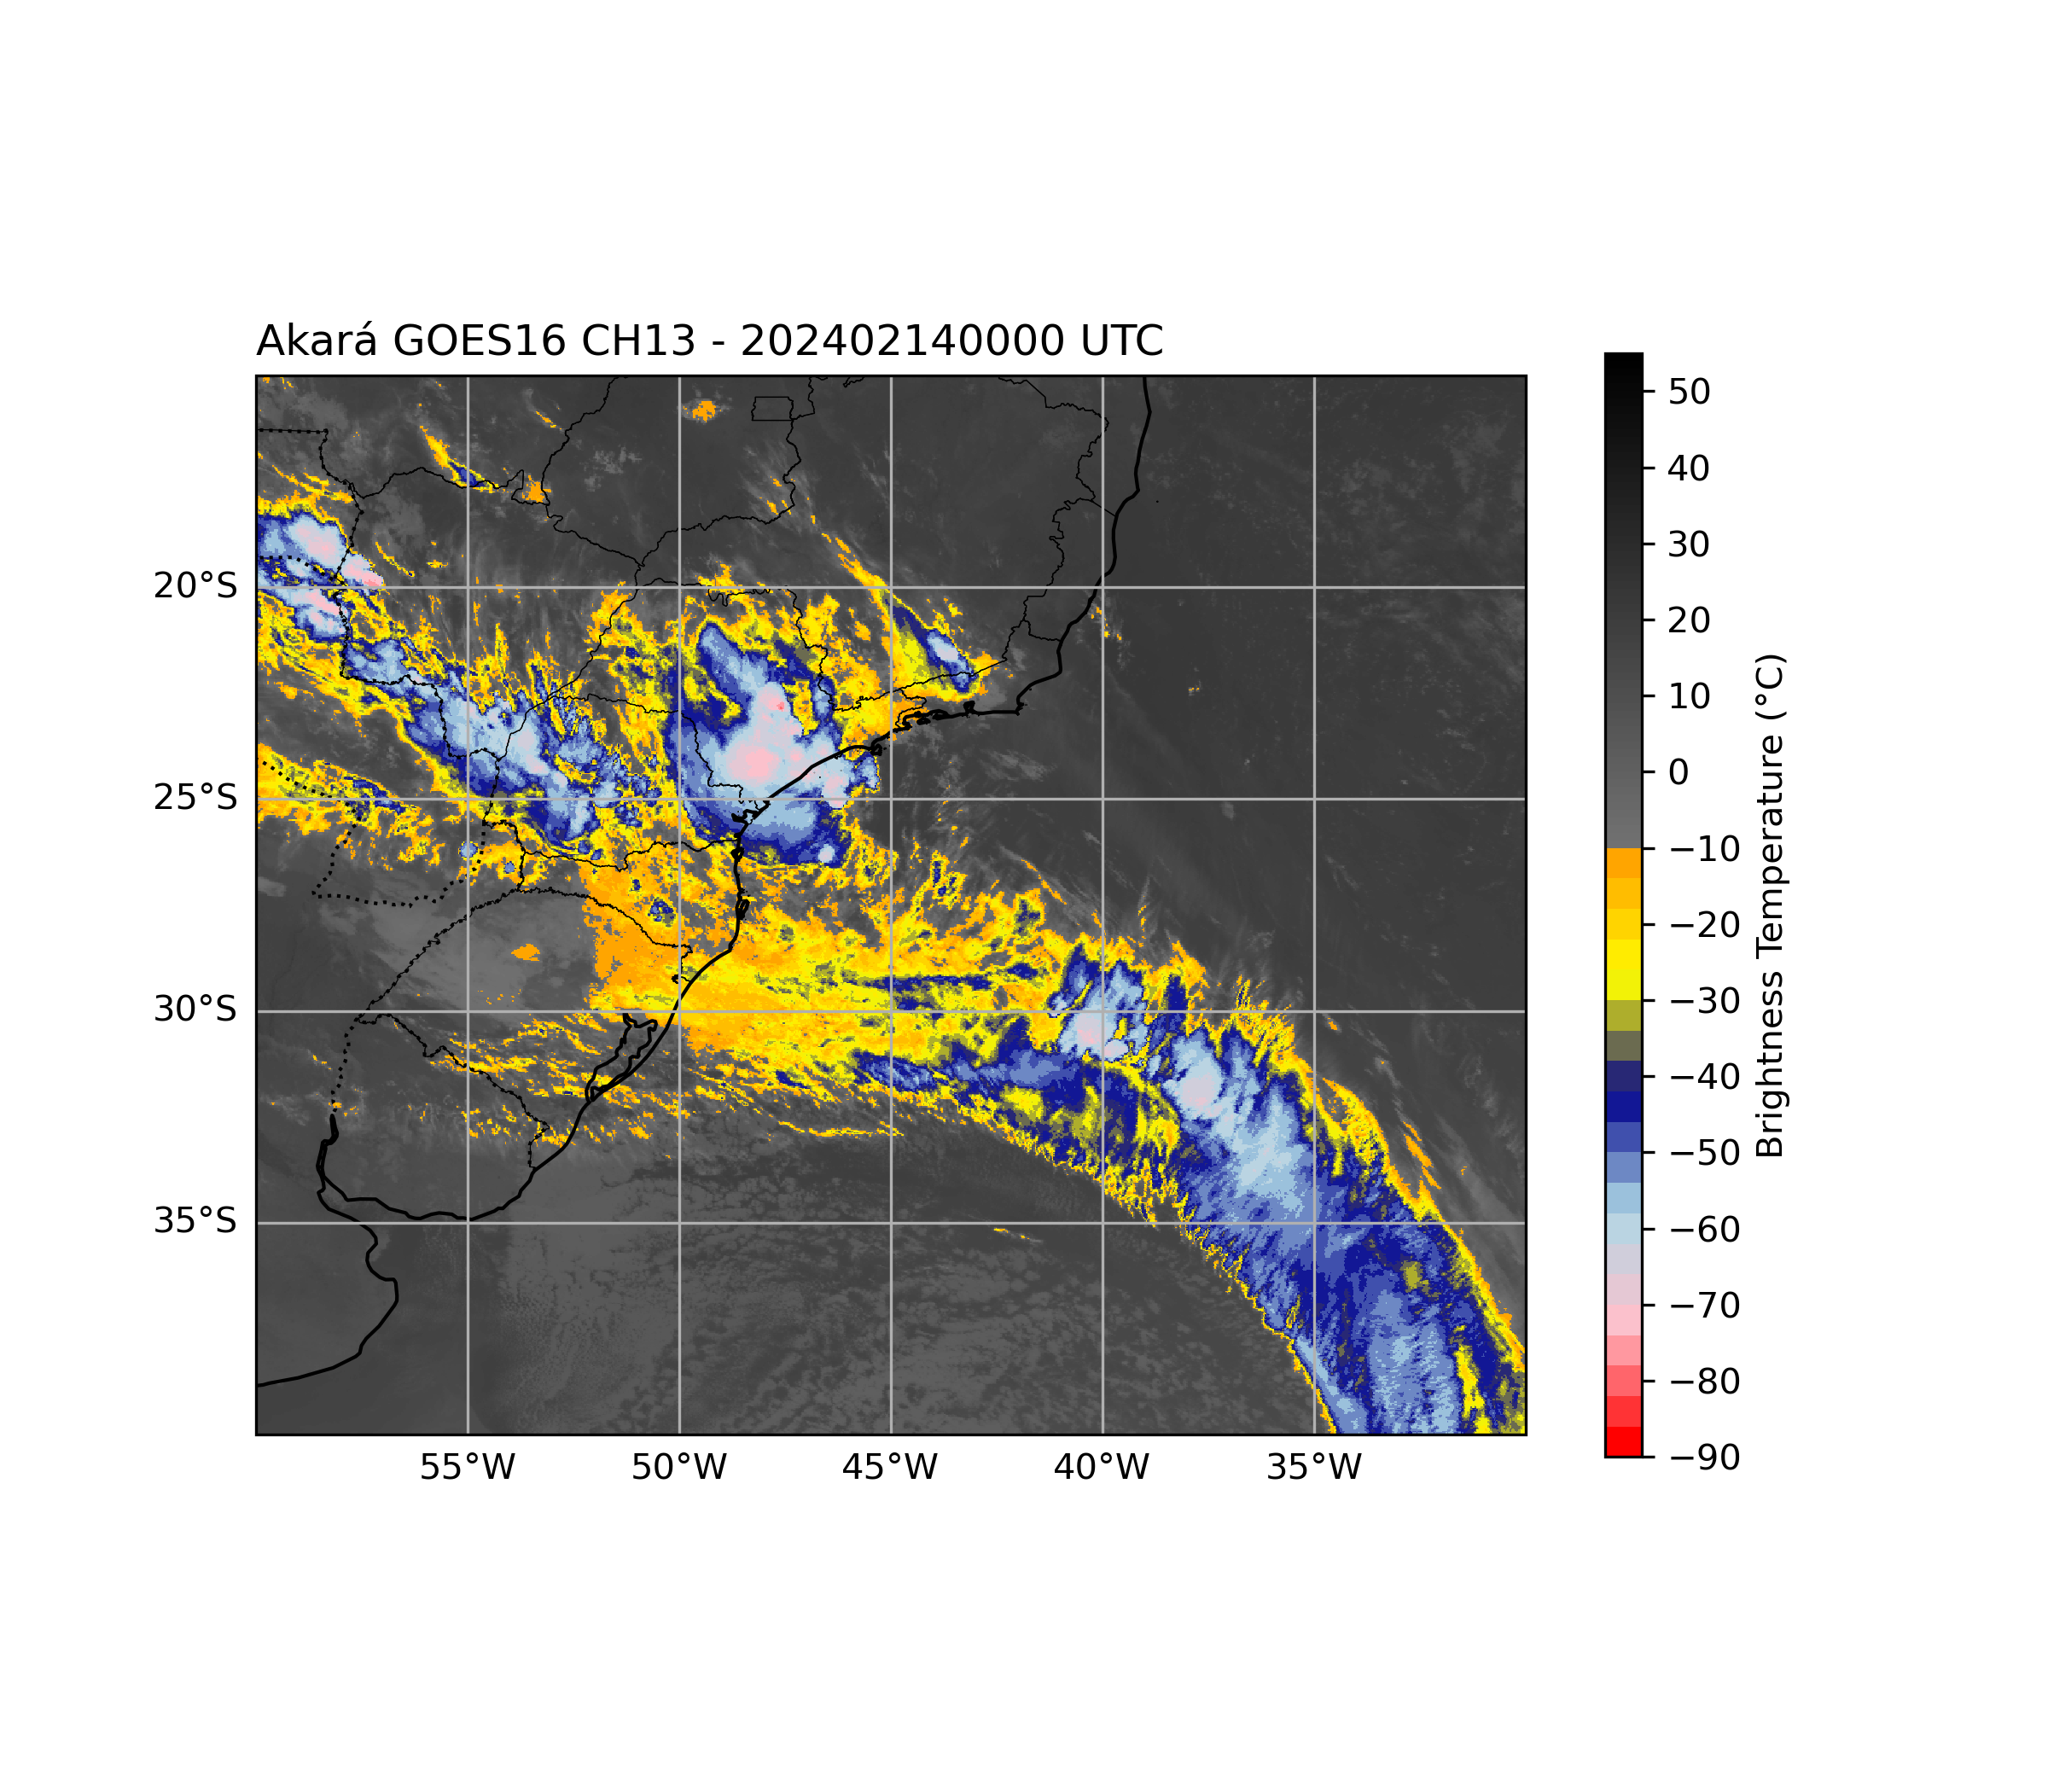 Akará GOES16 CH13 - 202402140000 UTC
20°S
25°S
30°S
35°S
55°W
50°W
45°W
40°W
35°W
50
40
30
20
10
0
−10
−20
−30
−40
−50
−60
−70
−80
−90
Brightness Temperature (°C)